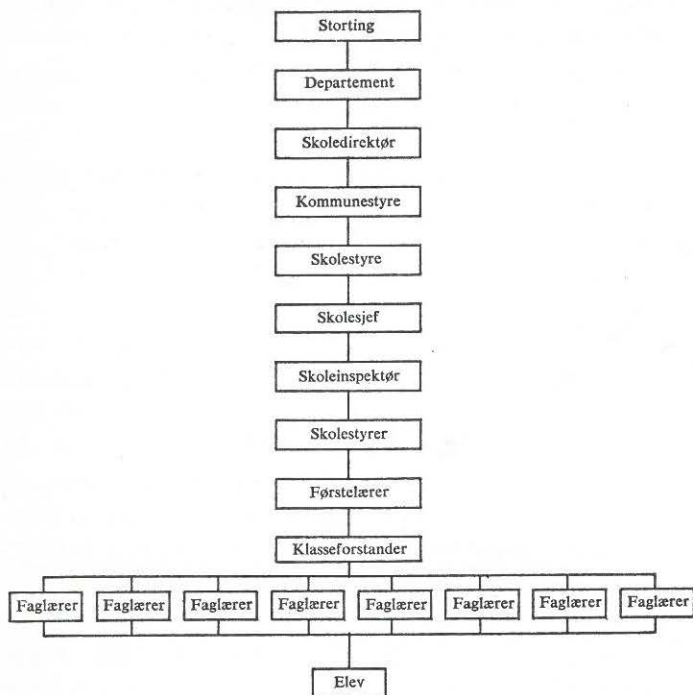 Storting
Departement
Skoledirektør
Kommunestyre
Skolestyre
Skolesjef
Skoleinspektør
Skolestyrer
Førstelærer
Klasseforstander
Faglærer Faglærer Faglærer Faglærer Faglærer Faglærer Faglærer Faglærer
Elev